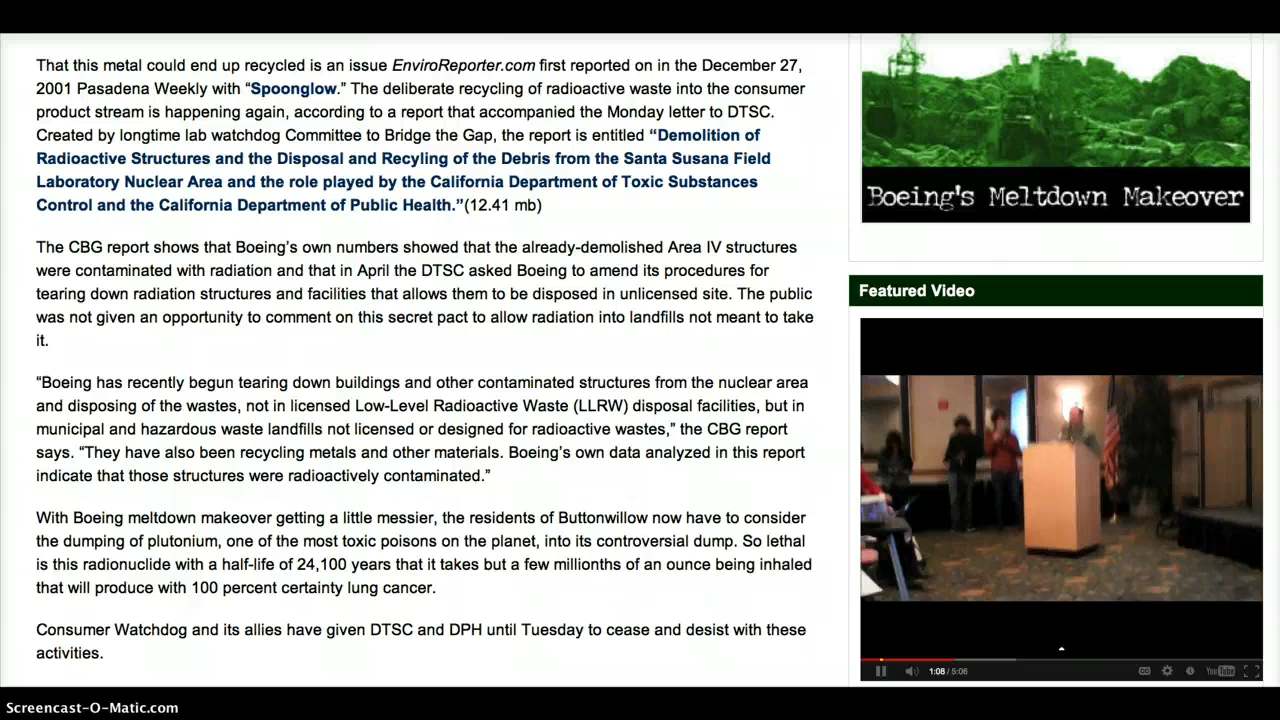 That this metal could end up recycled is an issue EnviroReporter.com first reported on in the December 27,
2001 Pasadena Weekly with “Spoonglow.” The deliberate recycling of radioactive waste into the consumer
product stream is happening again, according to a report that accompanied the Monday letter to DTSC.
Created by longtime lab watchdog Committee to Bridge the Gap, the report is entitled “Demolition of
Radioactive Structures and the Disposal and Recyling of the Debris from the Santa Susana Field
Laboratory Nuclear Area and the role played by the California Department of Toxic Substances
Control and the California Department of Public Health.”(12.41 mb)
The CBG report shows that Boeing’s own numbers showed that the already-demolished Area IV structures
were contaminated with radiation and that in April the DTSC asked Boeing to amend its procedures for
tearing down radiation structures and facilities that allows them to be disposed in unlicensed site. The public
was not given an opportunity to comment on this secret pact to allow radiation into landfills not meant to take
it.
“Boeing has recently begun tearing down buildings and other contaminated structures from the nuclear area
and disposing of the wastes, not in licensed Low-Level Radioactive Waste (LLRW) disposal facilities, but in
municipal and hazardous waste landfills not licensed or designed for radioactive wastes,” the CBG report
says. “They have also been recycling metals and other materials. Boeing’s own data analyzed in this report
indicate that those structures were radioactively contaminated.”
With Boeing meltdown makeover getting a little messier, the residents of Buttonwillow now have to consider
the dumping of plutonium, one of the most toxic poisons on the planet, into its controversial dump. So lethal
is this radionuclide with a half-life of 24,100 years that it takes but a few millionths of an ounce being inhaled
that will produce with 100 percent certainty lung cancer.
Consumer Watchdog and its allies have given DTSC and DPH until Tuesday to cease and desist with these
activities.
Boeing's Meltdown Makeover
Featured Video
1:08 / 5:06
YouTube
Screencast-O-Matic.com